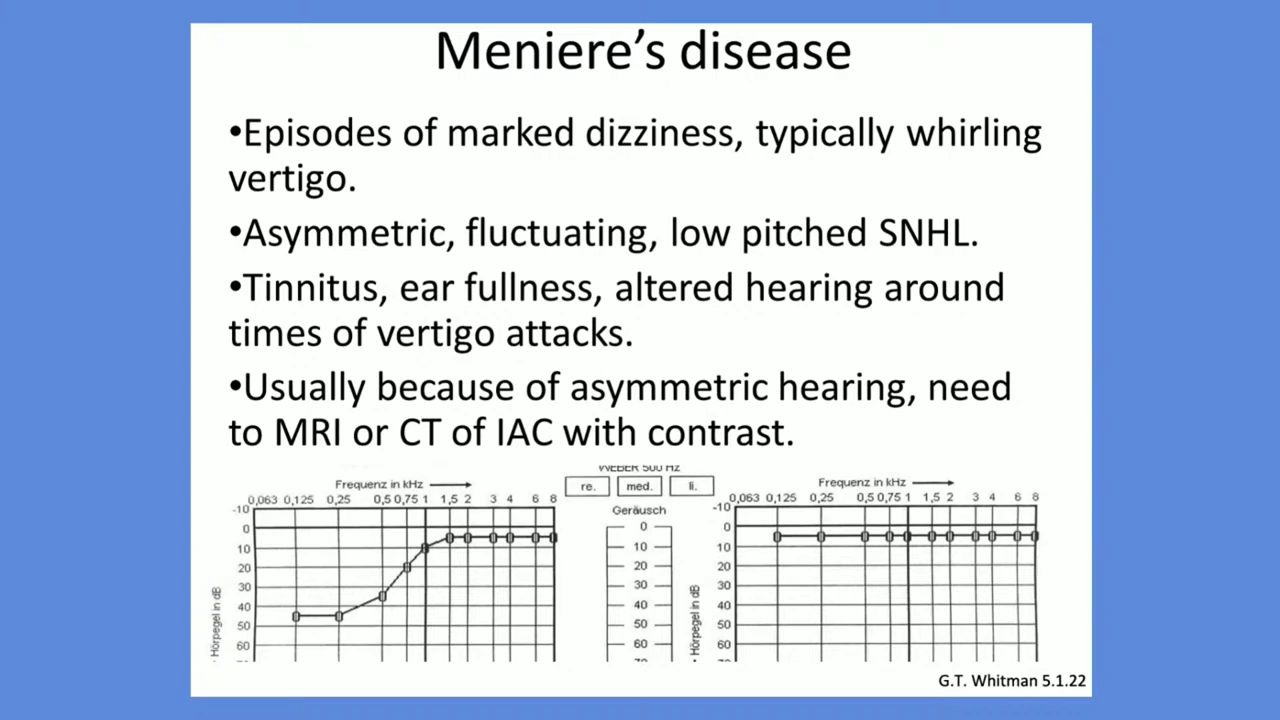 Meniere’s disease
•Episodes of marked dizziness, typically whirling
vertigo.
•Asymmetric, fluctuating, low pitched SNHL.
•Tinnitus, ear fullness, altered hearing around
times of vertigo attacks.
•Usually because of asymmetric hearing, need
to MRI or CT of IAC with contrast.
WEBER 500 Hz
re. med. li.
Frequenz in kHz
0,063 0,125 0,25 0,5 0,75 1 1,5 2 3 4 6 8
-10
0
10
20
30
40
50
60
Hörpegel in dB
Geräusch
0
10
20
30
40
50
60
Frequenz in kHz
0,063 0,125 0,25 0,5 0,75 1 1,5 2 3 4 6 8
-10
0
10
20
30
40
50
60
Hörpegel in dB
G.T. Whitman 5.1.22